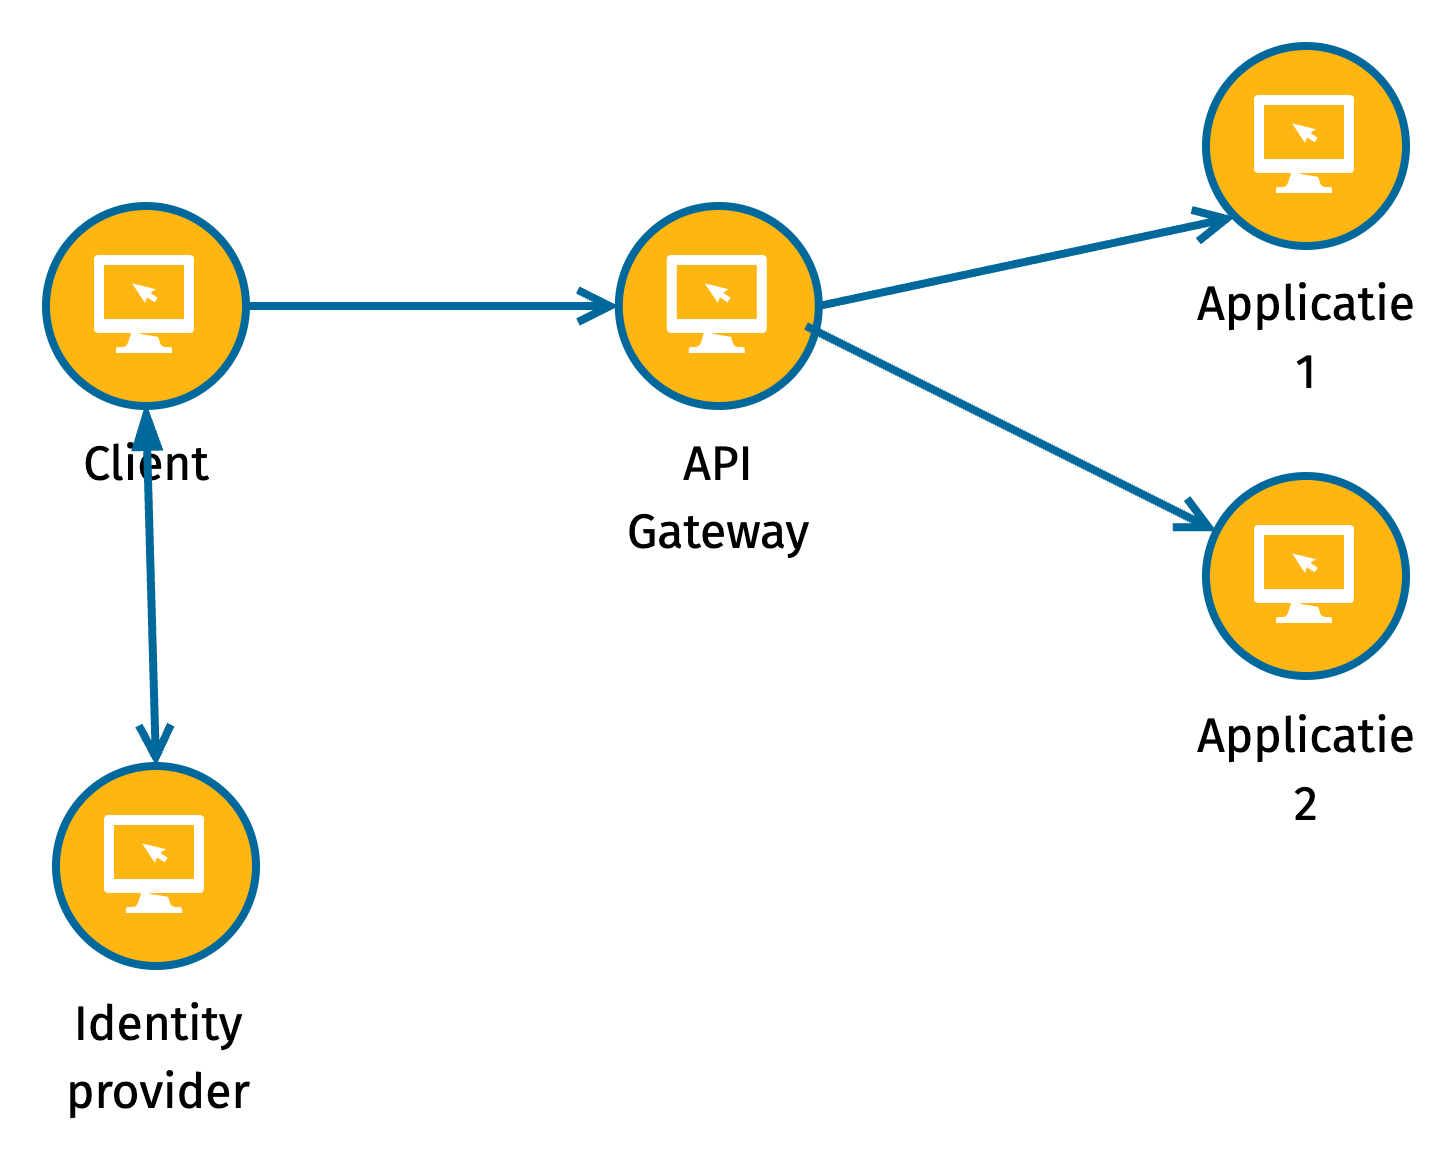 Applicatie
1
Client
API
Gateway
Applicatie
2
Identity
provider